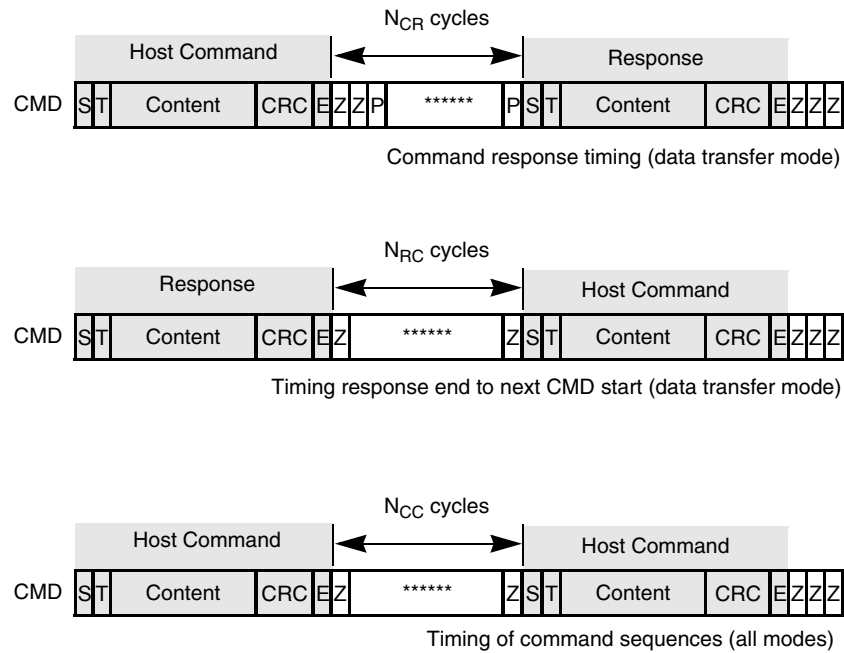 N_CR cycles
Host Command Response
CMD S T Content CRC E Z Z P ****** P S T Content CRC E Z Z Z
Command response timing (data transfer mode)
N_RC cycles
Response Host Command
CMD S T Content CRC E Z ****** Z S T Content CRC E Z Z Z
Timing response end to next CMD start (data transfer mode)
N_CC cycles
Host Command Host Command
CMD S T Content CRC E Z ****** Z S T Content CRC E Z Z Z
Timing of command sequences (all modes)